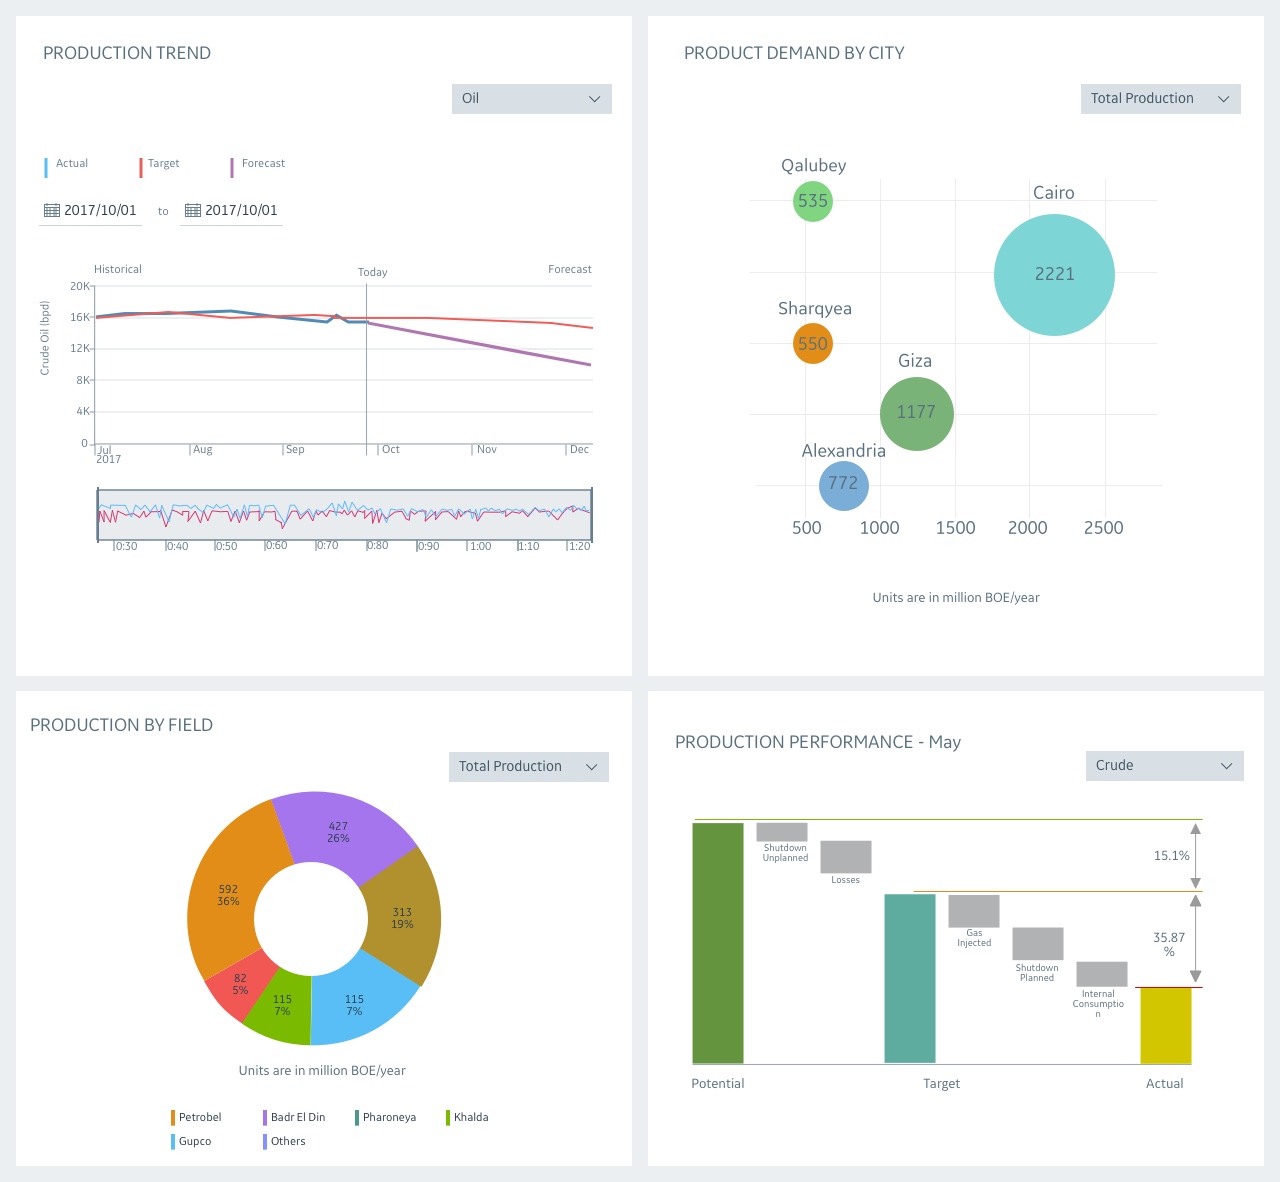 PRODUCTION TREND
Oil
Actual
Target
Forecast
2017/10/01 to 2017/10/01
Historical
Today
Forecast
Crude Oil (bpd)
20K
16K
12K
8K
4K
0
Jul Aug Sep Oct Nov Dec
2017
0:30 0:40 0:50 0:60 0:70 0:80 0:90 1:00 1:10 1:20
PRODUCT DEMAND BY CITY
Total Production
Qalubey
535
Cairo
2221
Sharqyea
550
Giza
1177
Alexandria
772
500 1000 1500 2000 2500
Units are in million BOE/year
PRODUCTION BY FIELD
Total Production
427
26%
592
36%
313
19%
82
5%
115
7%
115
7%
Units are in million BOE/year
Petrobel Badr El Din Pharoneya Khalda
Gupco Others
PRODUCTION PERFORMANCE - May
Crude
Shutdown
Unplanned
Losses
15.1%
Gas
Injected
Shutdown
Planned
Internal
Consumptio
n
35.87
%
Potential Target Actual